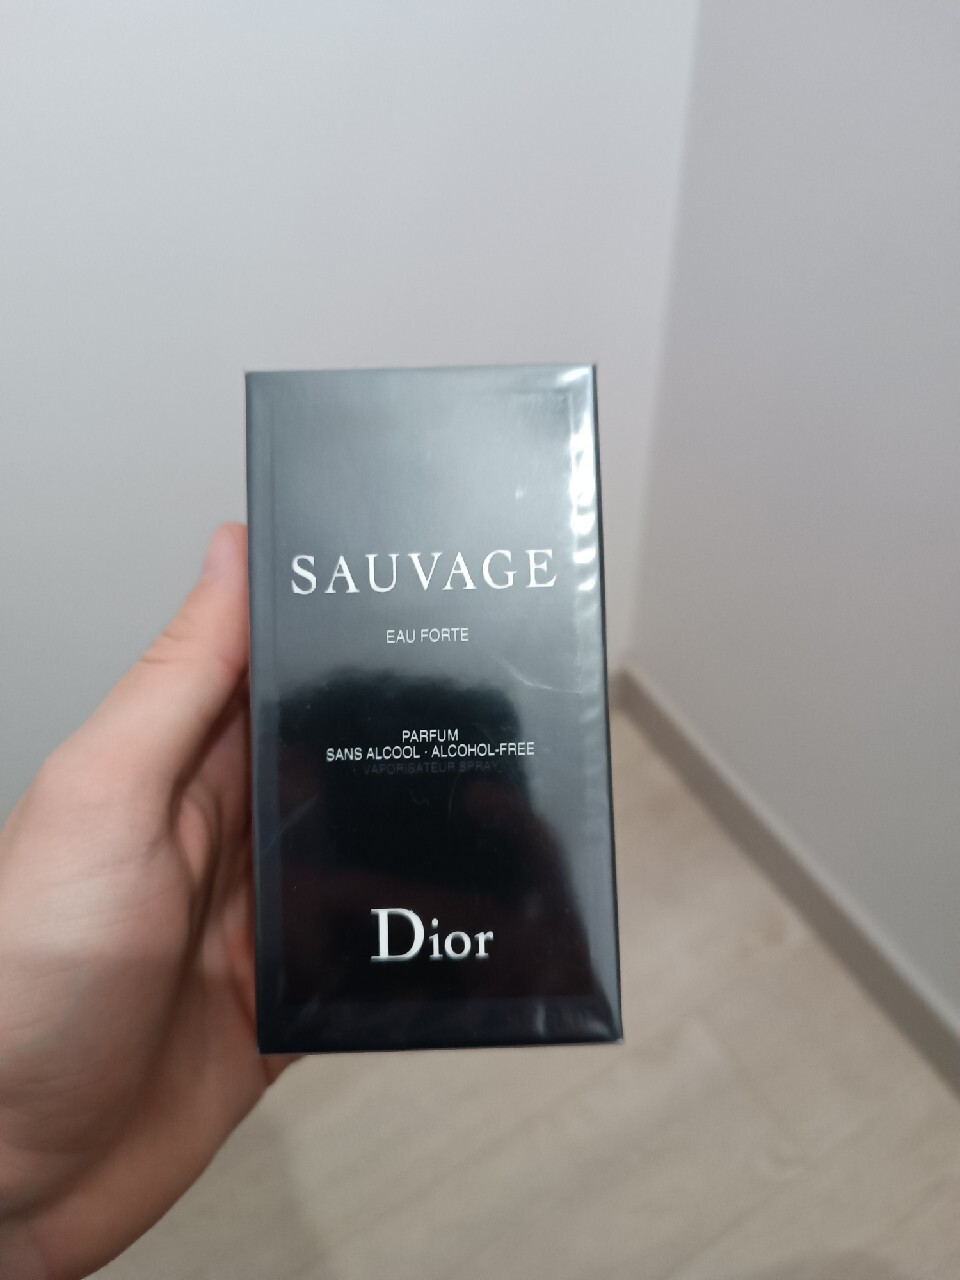 SAUVAGE
EAU FORTE
PARFUM
SANS ALCOOL · ALCOHOL-FREE
VAPORISATEUR SPRAY
Dior